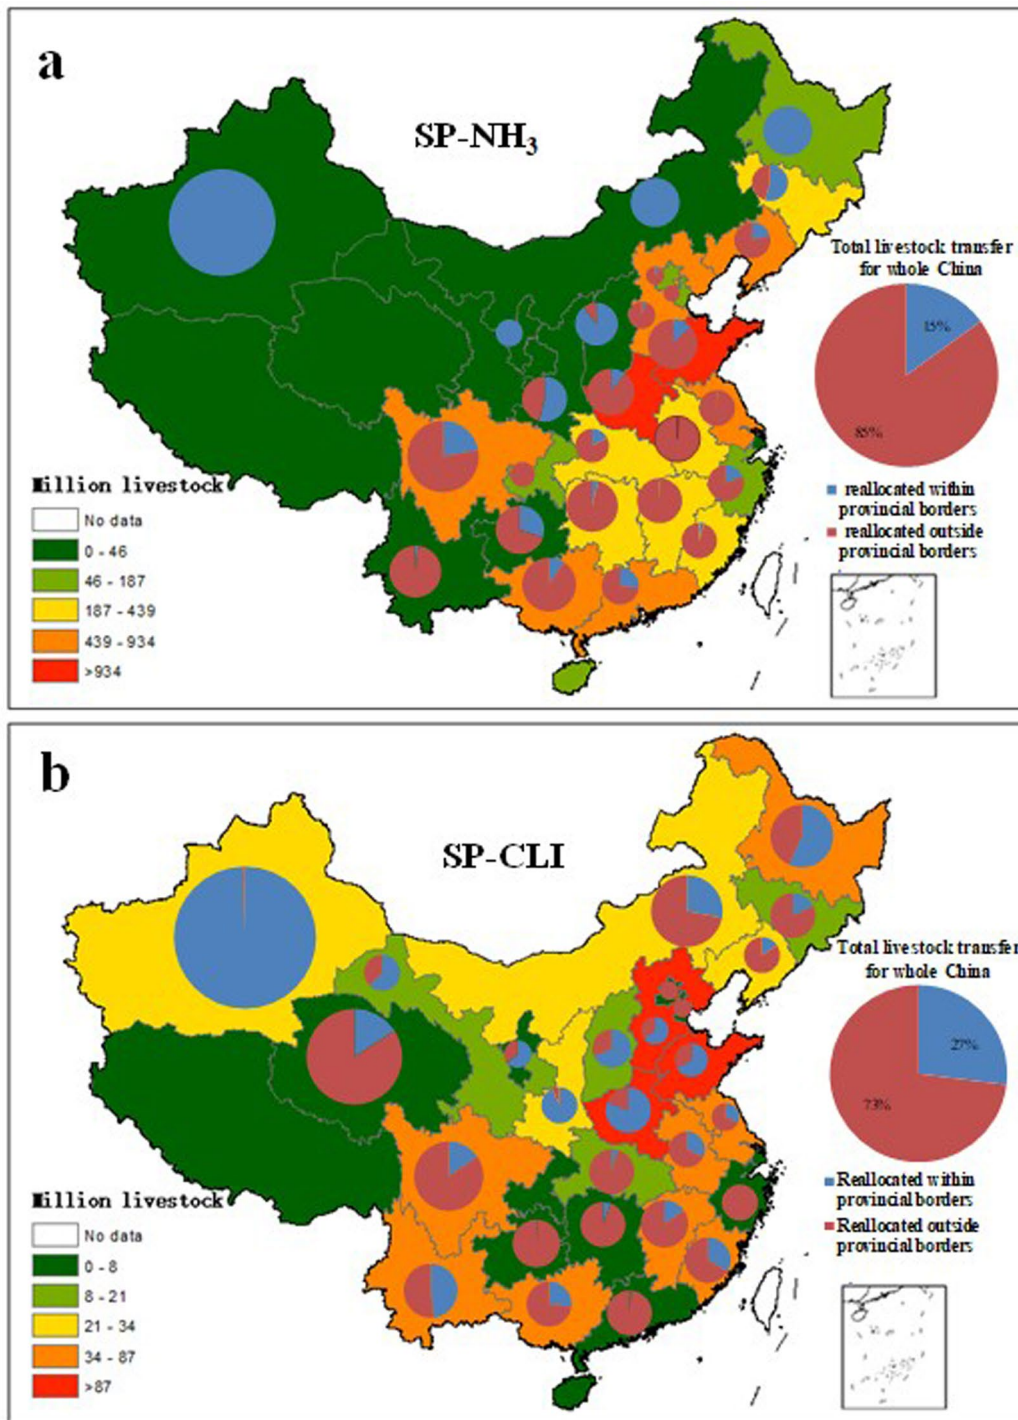 a
SP-NH₃
Total livestock transfer
for whole China
15%
85%
reallocated within
provincial borders
reallocated outside
provincial borders
Million livestock
No data
0 - 46
46 - 187
187 - 439
439 - 934
>934
b
SP-CLI
Total livestock transfer
for whole China
27%
73%
Reallocated within
provincial borders
Reallocated outside
provincial borders
Million livestock
No data
0 - 8
8 - 21
21 - 34
34 - 87
>87